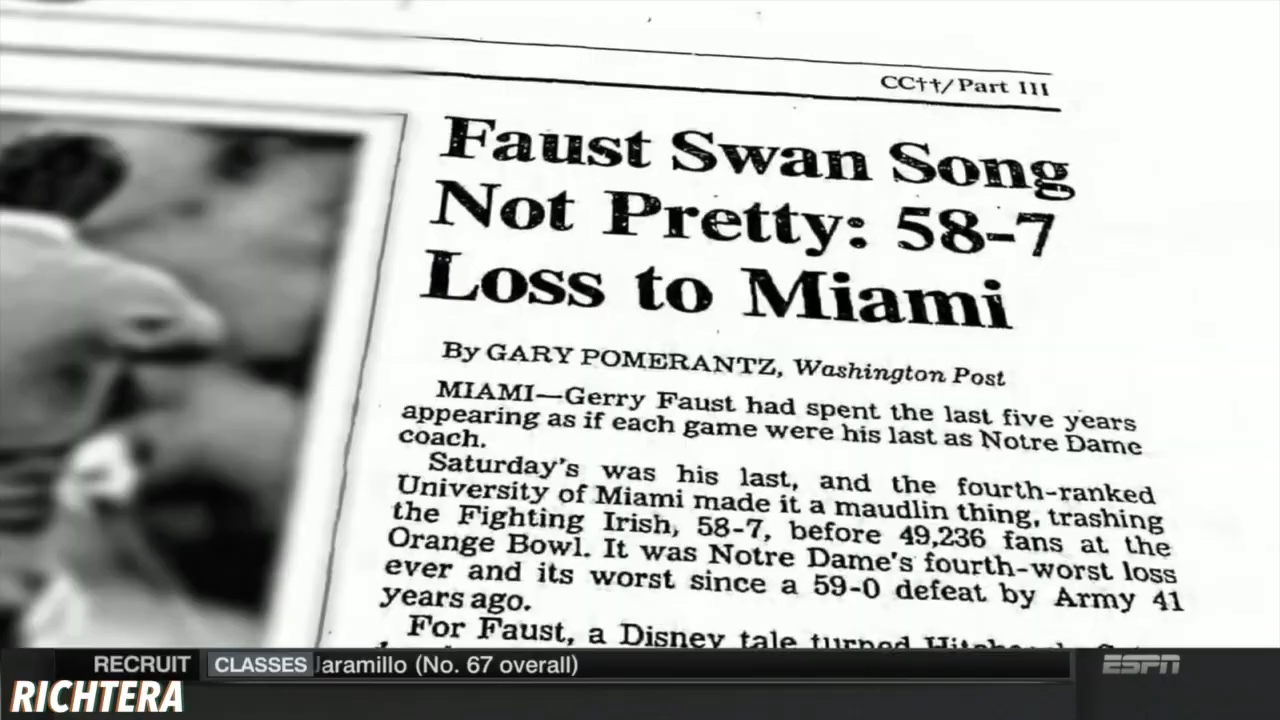 CC††/Part III
Faust Swan Song
Not Pretty: 58-7
Loss to Miami
By GARY POMERANTZ, Washington Post
MIAMI—Gerry Faust had spent the last five years
appearing as if each game were his last as Notre Dame
coach.
Saturday's was his last, and the fourth-ranked
University of Miami made it a maudlin thing, trashing
the Fighting Irish, 58-7, before 49,236 fans at the
Orange Bowl. It was Notre Dame's fourth-worst loss
ever and its worst since a 59-0 defeat by Army 41
years ago.
For Faust, a Disney tale turned
RECRUIT CLASSES Jaramillo (No. 67 overall) ESPN
RICHTERA